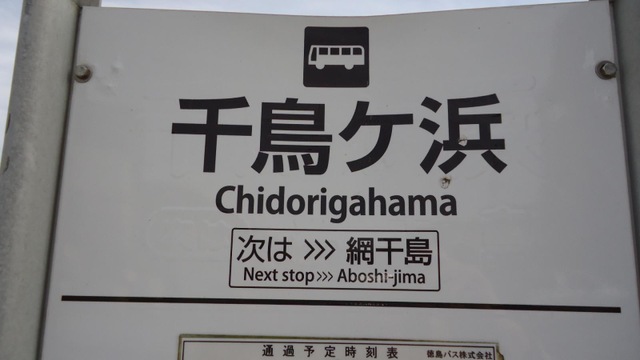 千鳥ケ浜
Chidorigahama
次は >>> 網干島
Next stop >>> Aboshi-jima
通過予定時刻表 徳島バス株式会社